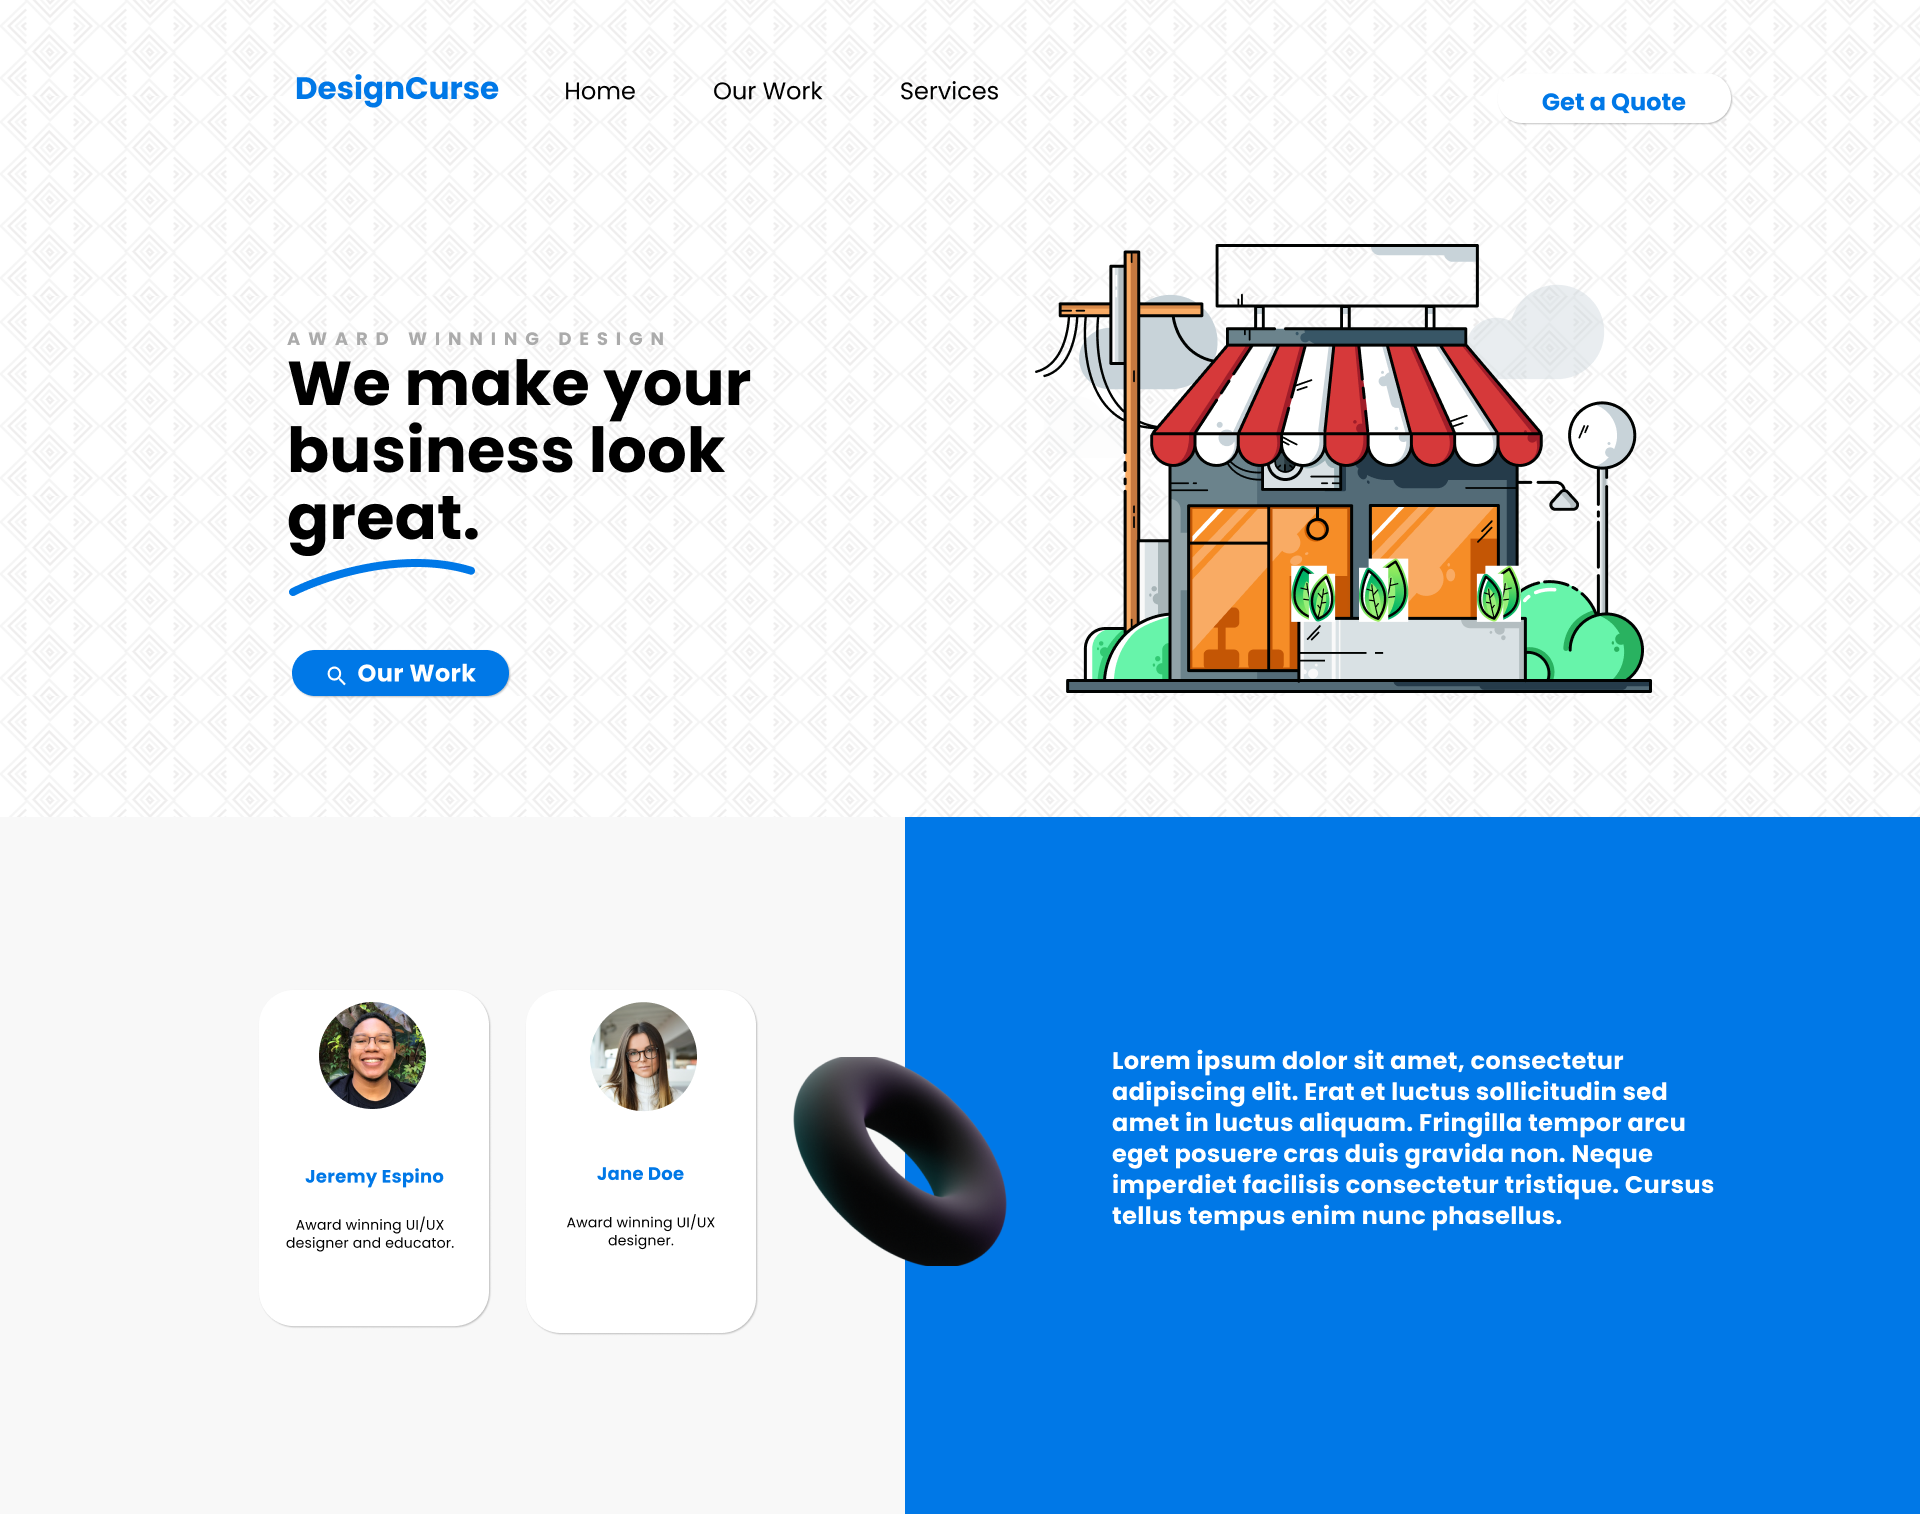 DesignCurse
Home
Our Work
Services
Get a Quote
AWARD WINNING DESIGN
We make your
business look
great.
Our Work
Jeremy Espino
Award winning UI/UX
designer and educator.
Jane Doe
Award winning UI/UX
designer.
Lorem ipsum dolor sit amet, consectetur
adipiscing elit. Erat et luctus sollicitudin sed
amet in luctus aliquam. Fringilla tempor arcu
eget posuere cras duis gravida non. Neque
imperdiet facilisis consectetur tristique. Cursus
tellus tempus enim nunc phasellus.